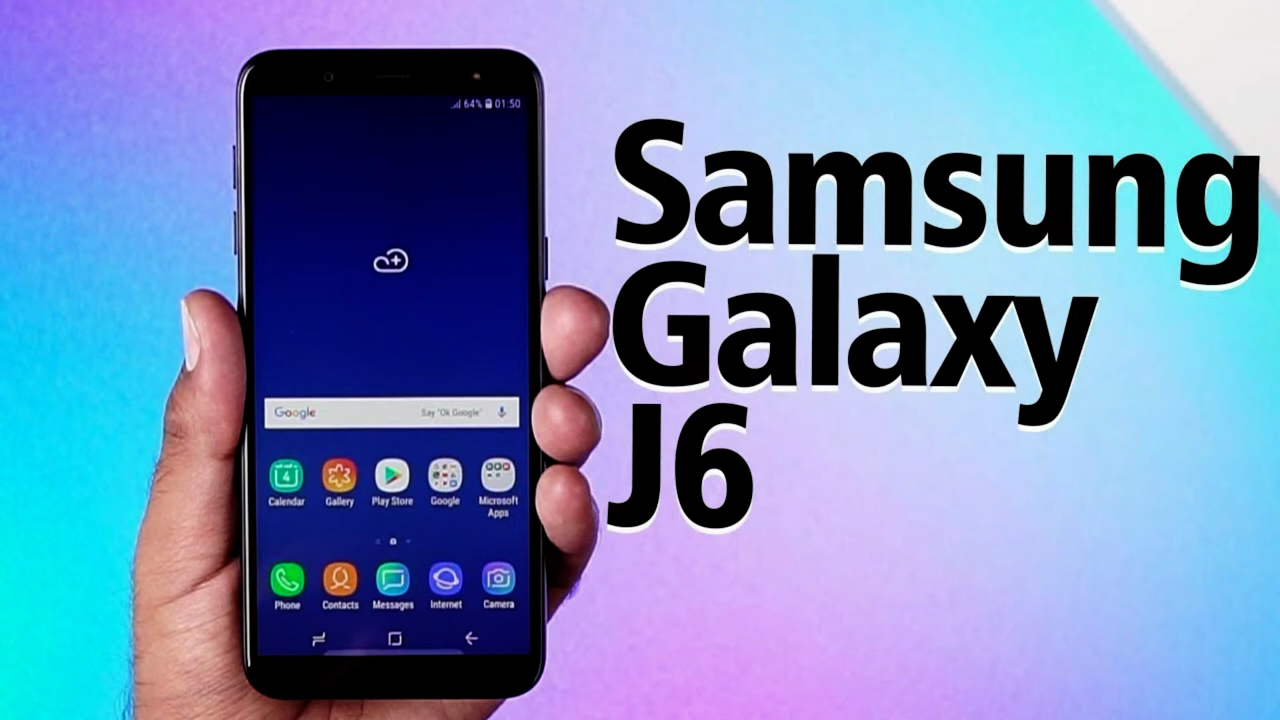 64% 01:50
Samsung
Galaxy
J6
Google Say "Ok Google"
4
Calendar Gallery Play Store Google Microsoft Apps
Phone Contacts Messages Internet Camera